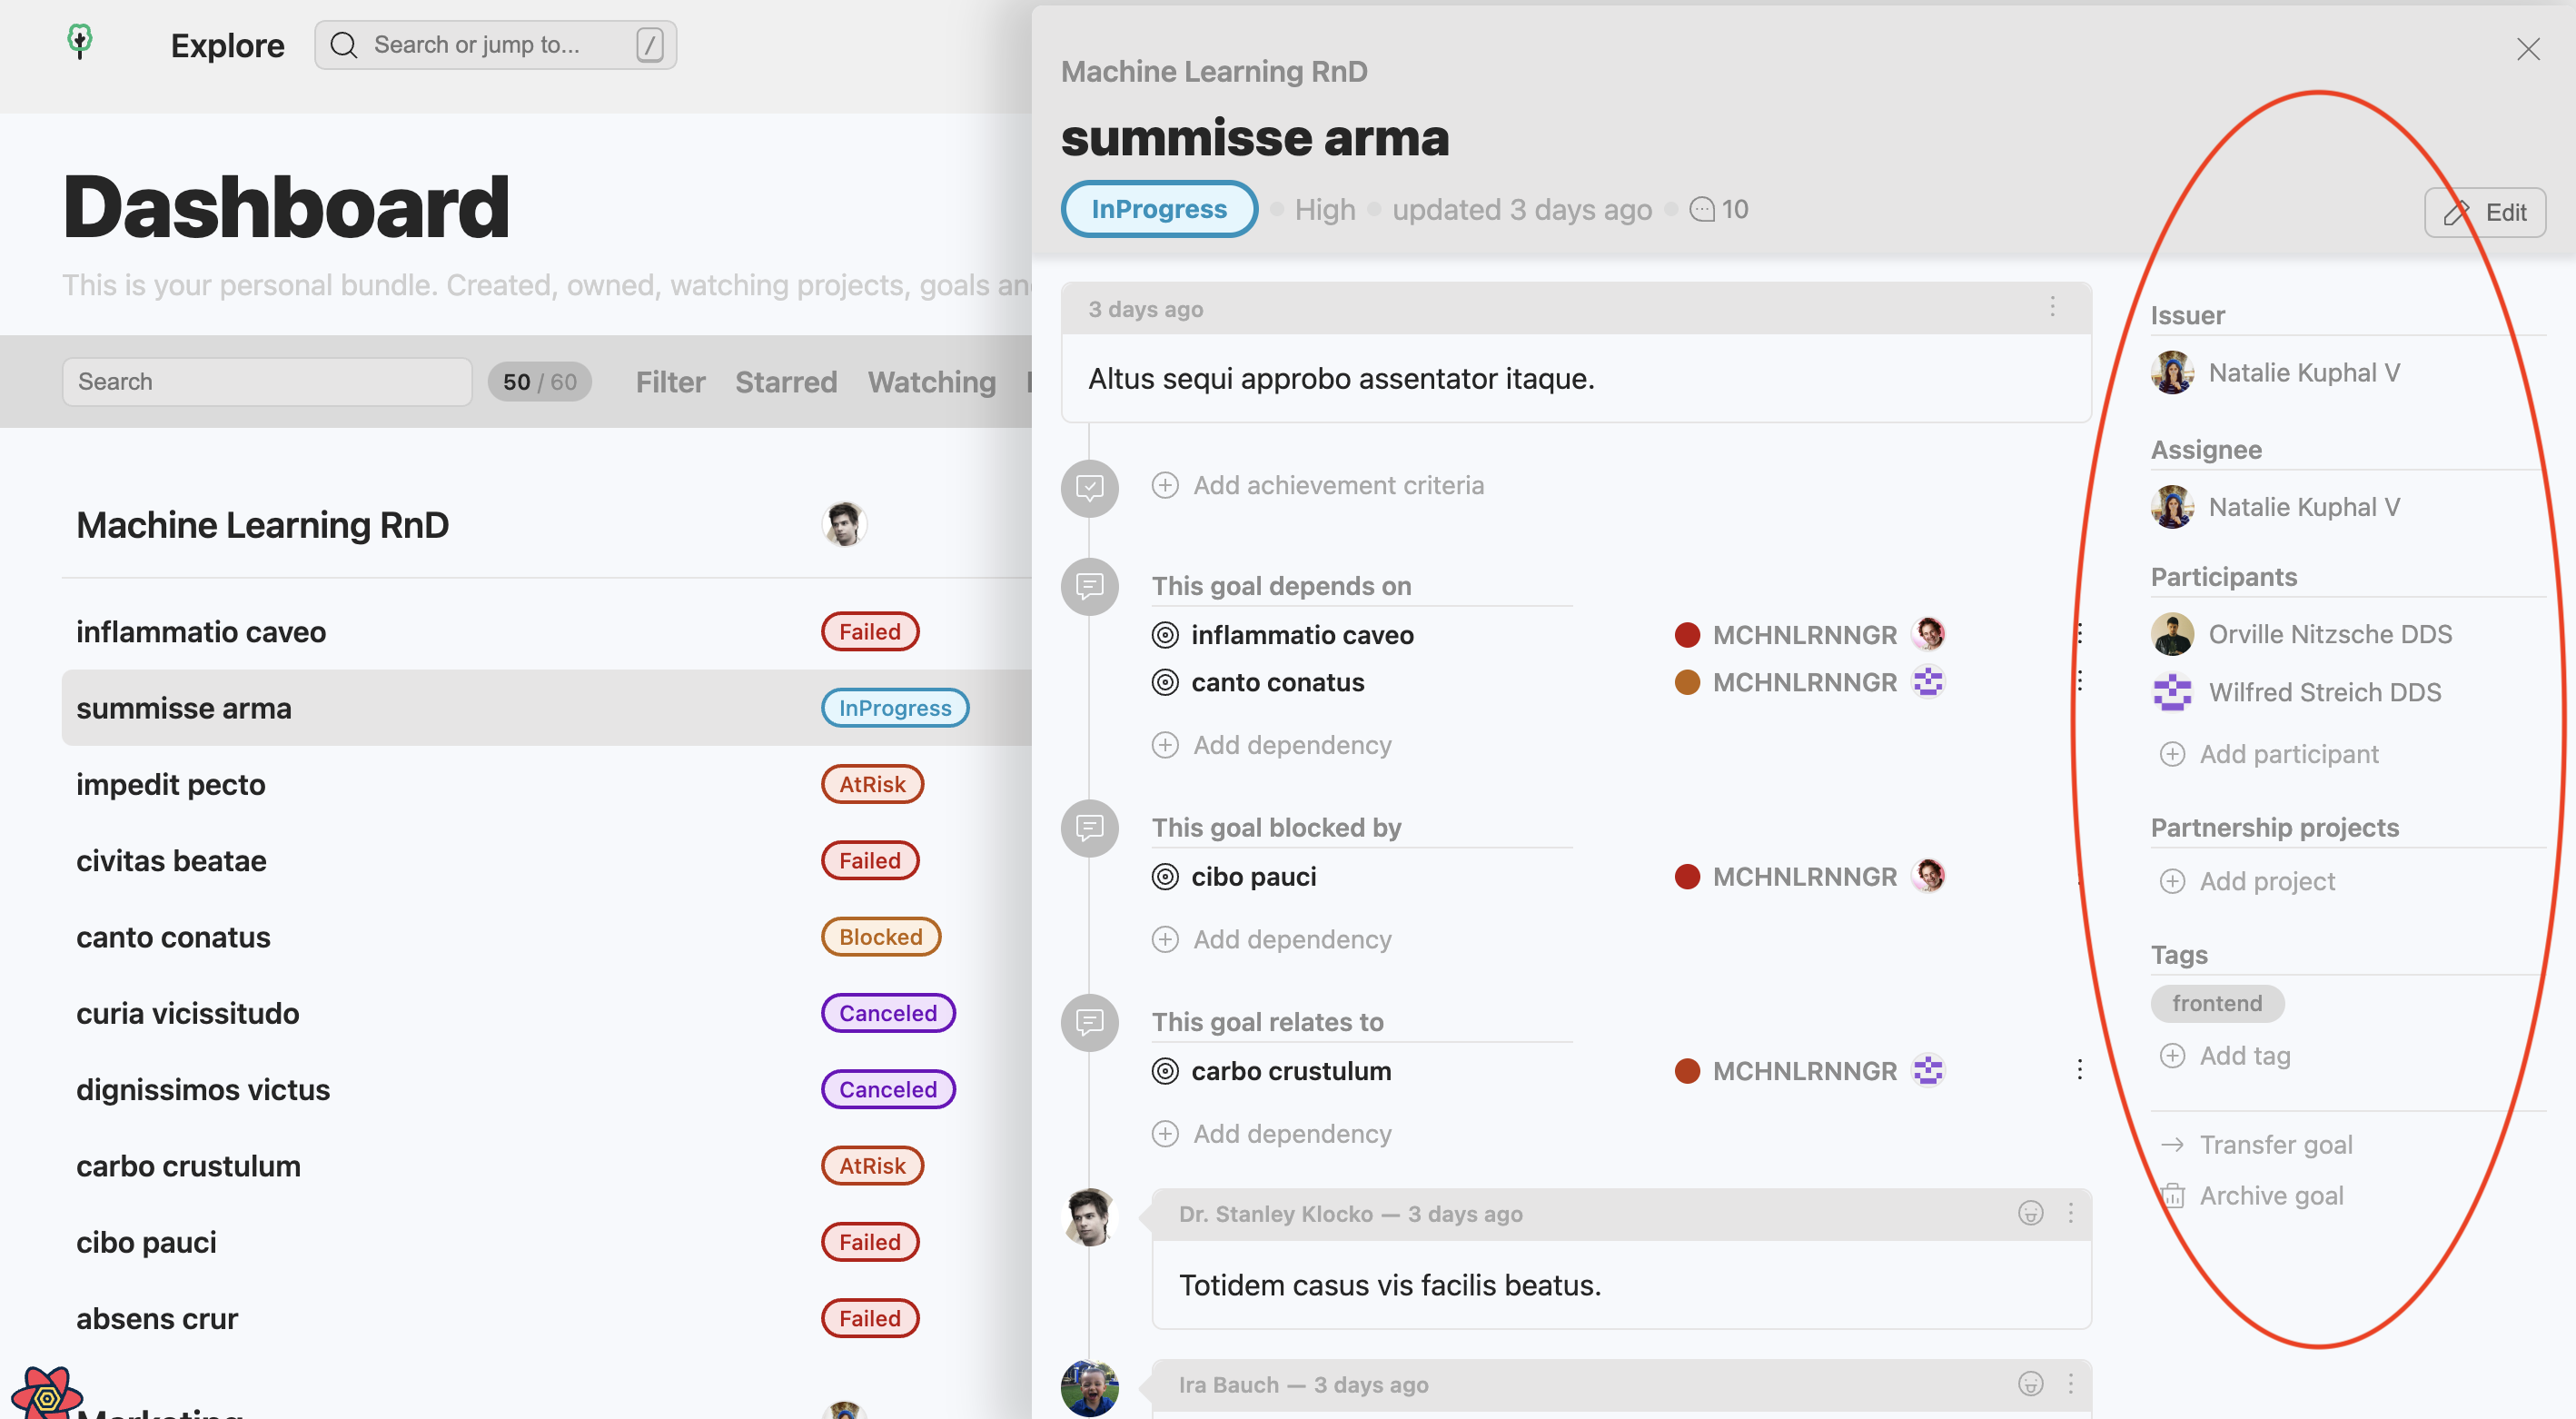 Explore
Search or jump to...
/
Dashboard
This is your personal bundle. Created, owned, watching projects, goals an
Search
50 / 60
Filter
Starred
Watching
Machine Learning RnD
inflammatio caveo
Failed
summisse arma
InProgress
impedit pecto
AtRisk
civitas beatae
Failed
canto conatus
Blocked
curia vicissitudo
Canceled
dignissimos victus
Canceled
carbo crustulum
AtRisk
cibo pauci
Failed
absens crur
Failed
Marketing
Machine Learning RnD
summisse arma
InProgress
High
updated 3 days ago
10
Edit
3 days ago
Altus sequi approbo assentator itaque.
Add achievement criteria
This goal depends on
inflammatio caveo
MCHNLRNNGR
canto conatus
MCHNLRNNGR
Add dependency
This goal blocked by
cibo pauci
MCHNLRNNGR
Add dependency
This goal relates to
carbo crustulum
MCHNLRNNGR
Add dependency
Dr. Stanley Klocko — 3 days ago
Totidem casus vis facilis beatus.
Ira Bauch — 3 days ago
Issuer
Natalie Kuphal V
Assignee
Natalie Kuphal V
Participants
Orville Nitzsche DDS
Wilfred Streich DDS
Add participant
Partnership projects
Add project
Tags
frontend
Add tag
Transfer goal
Archive goal